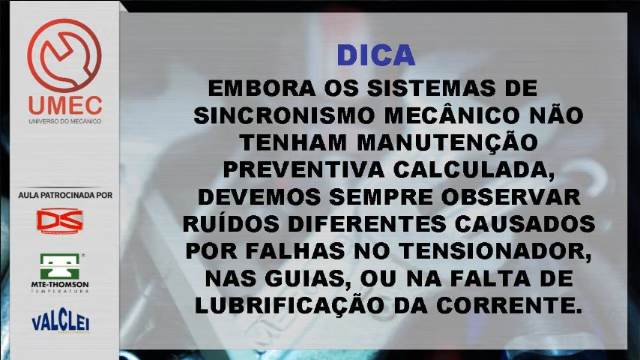 UMEC
UNIVERSO DO MECÂNICO
AULA PATROCINADA POR
DS
MTE-THOMSON
TEMPERATURA
VALCLEI
DICA
EMBORA OS SISTEMAS DE
SINCRONISMO MECÂNICO NÃO
TENHAM MANUTENÇÃO
PREVENTIVA CALCULADA,
DEVEMOS SEMPRE OBSERVAR
RUÍDOS DIFERENTES CAUSADOS
POR FALHAS NO TENSIONADOR,
NAS GUIAS, OU NA FALTA DE
LUBRIFICAÇÃO DA CORRENTE.